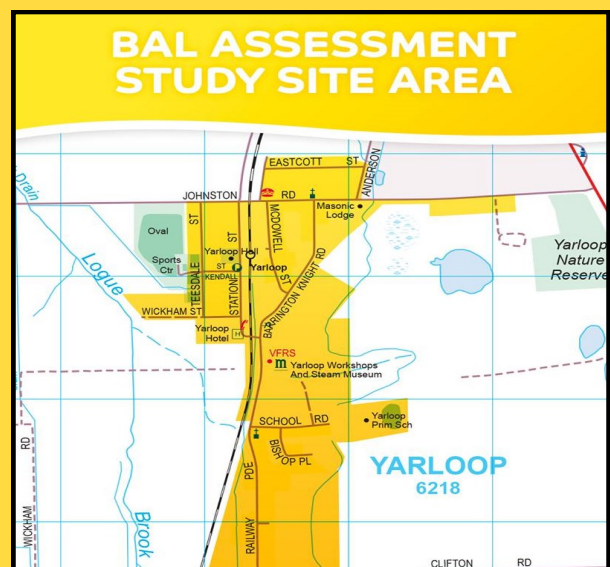 BAL ASSESSMENT
STUDY SITE AREA
EASTCOTT ST
ANDERSON
Drain
JOHNSTON RD
Masonic
Lodge
MCDOWELL ST
Oval
ST
ST
Yarloop Hall
Sports
Ctr
Yarloop
KENDALL ST
TEESDALE
STATION
BARRINGTON KNIGHT RD
Yarloop
Nature
Reserve
Logue
WICKHAM ST
Yarloop
Hotel
H
VFRS
m
Yarloop Workshops
And Steam Museum
SCHOOL RD
Yarloop
Prim Sch
BISHOP PL
RD
PDE
YARLOOP
6218
WICKHAM
Brook
RAILWAY
CLIFTON RD